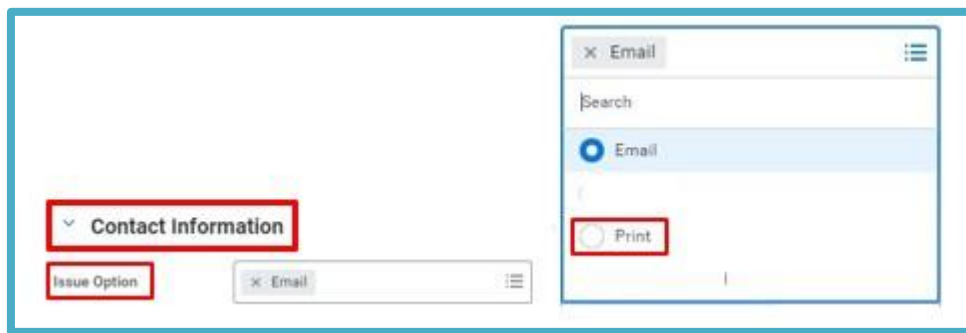 Contact Information
Issue Option
× Email
× Email
Search
Email
Print